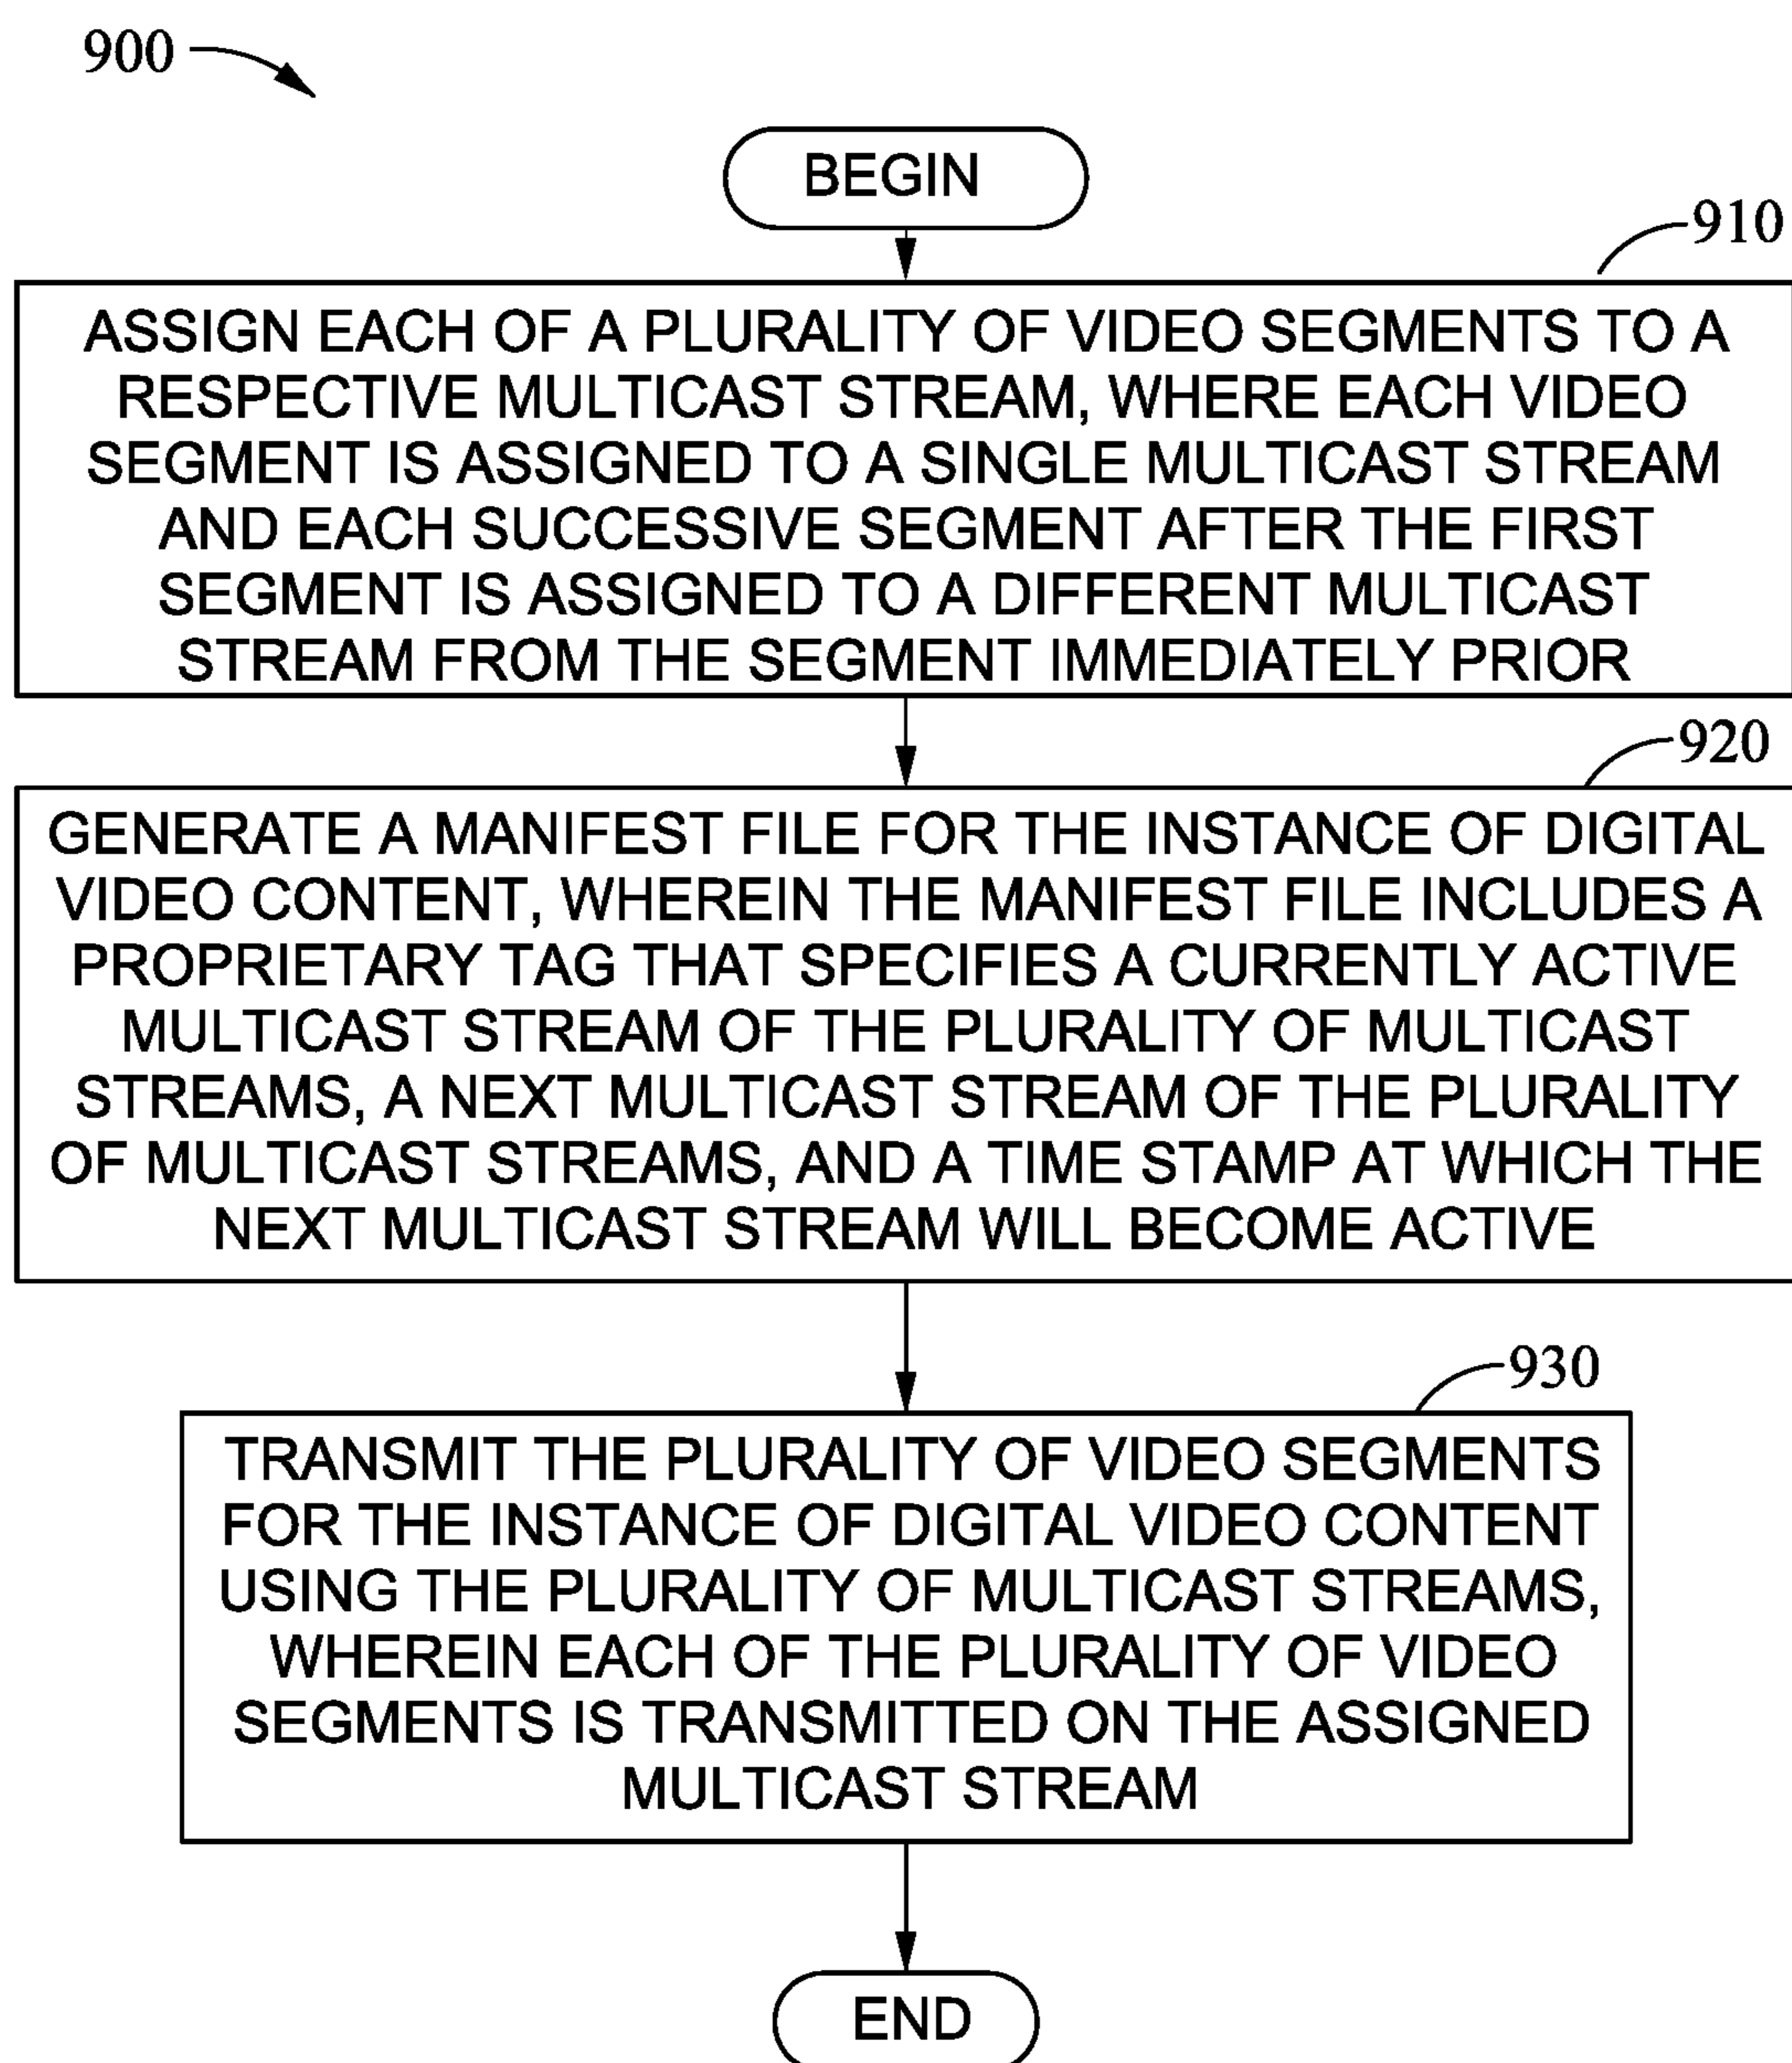 900
BEGIN
910
ASSIGN EACH OF A PLURALITY OF VIDEO SEGMENTS TO A
RESPECTIVE MULTICAST STREAM, WHERE EACH VIDEO
SEGMENT IS ASSIGNED TO A SINGLE MULTICAST STREAM
AND EACH SUCCESSIVE SEGMENT AFTER THE FIRST
SEGMENT IS ASSIGNED TO A DIFFERENT MULTICAST
STREAM FROM THE SEGMENT IMMEDIATELY PRIOR
920
GENERATE A MANIFEST FILE FOR THE INSTANCE OF DIGITAL
VIDEO CONTENT, WHEREIN THE MANIFEST FILE INCLUDES A
PROPRIETARY TAG THAT SPECIFIES A CURRENTLY ACTIVE
MULTICAST STREAM OF THE PLURALITY OF MULTICAST
STREAMS, A NEXT MULTICAST STREAM OF THE PLURALITY
OF MULTICAST STREAMS, AND A TIME STAMP AT WHICH THE
NEXT MULTICAST STREAM WILL BECOME ACTIVE
930
TRANSMIT THE PLURALITY OF VIDEO SEGMENTS
FOR THE INSTANCE OF DIGITAL VIDEO CONTENT
USING THE PLURALITY OF MULTICAST STREAMS,
WHEREIN EACH OF THE PLURALITY OF VIDEO
SEGMENTS IS TRANSMITTED ON THE ASSIGNED
MULTICAST STREAM
END